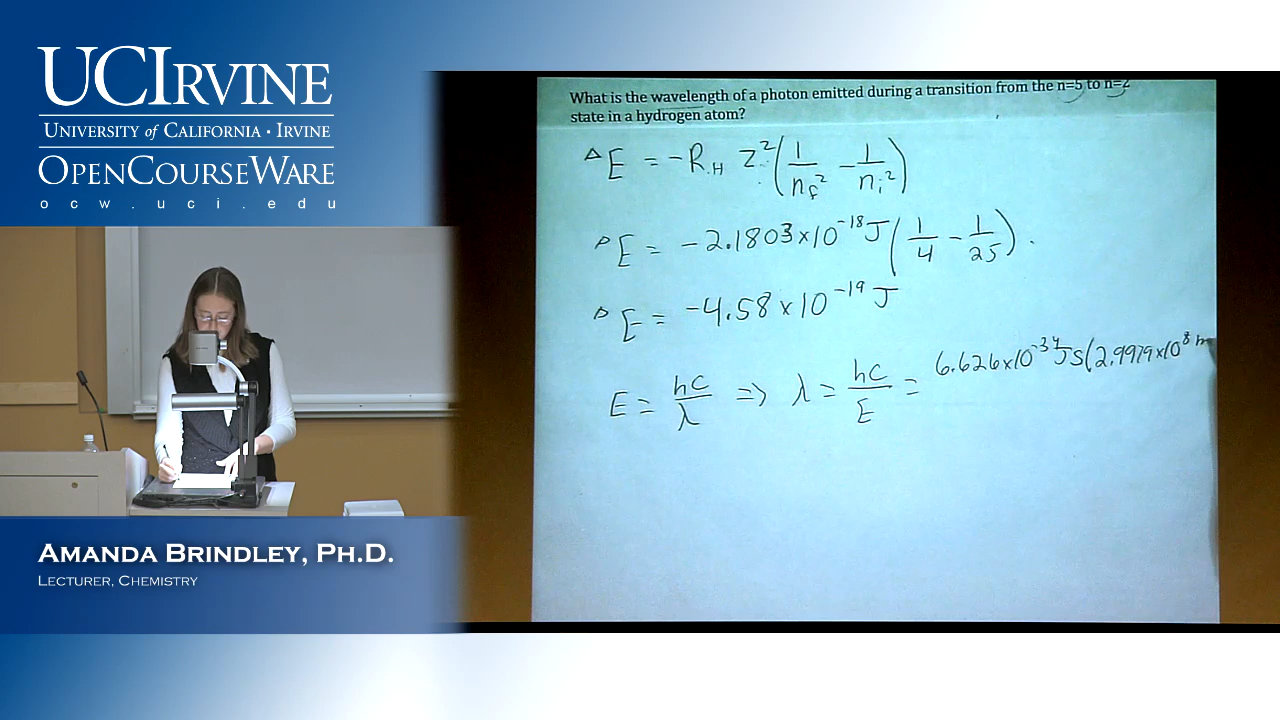 UCIRVINE
UNIVERSITY of CALIFORNIA • IRVINE
OPENCOURSEWARE
ocw.uci.edu
AMANDA BRINDLEY, PH.D.
LECTURER, CHEMISTRY
What is the wavelength of a photon emitted during a transition from the n=5 to n=2
state in a hydrogen atom?
ΔE = -R_H Z²(1/n_f² - 1/n_i²)
ΔE = -2.1803×10⁻¹⁸J(1/4 - 1/25).
ΔE = -4.58×10⁻¹⁹J
E = hc/λ ⇒ λ = hc/E = 6.626×10⁻³⁴Js(2.9979×10⁸ m